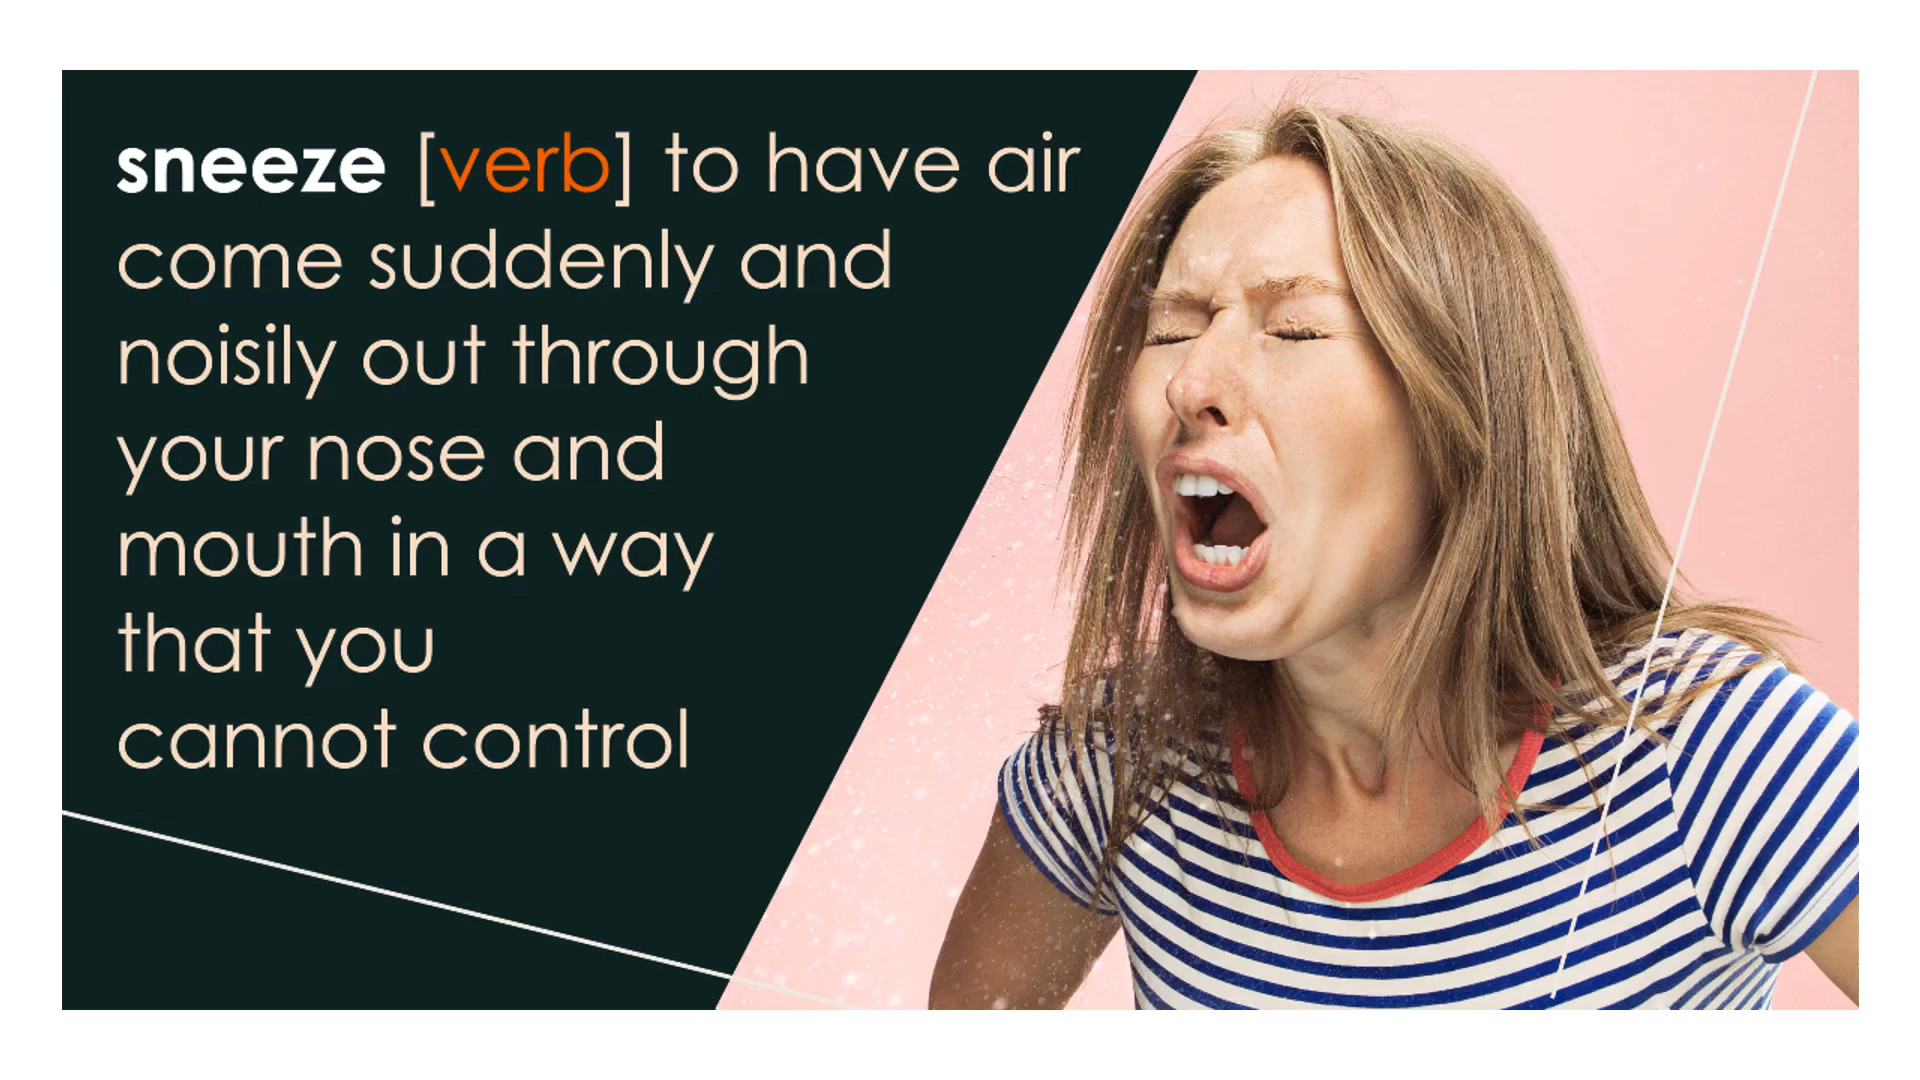 sneeze [verb] to have air
come suddenly and
noisily out through
your nose and
mouth in a way
that you
cannot control